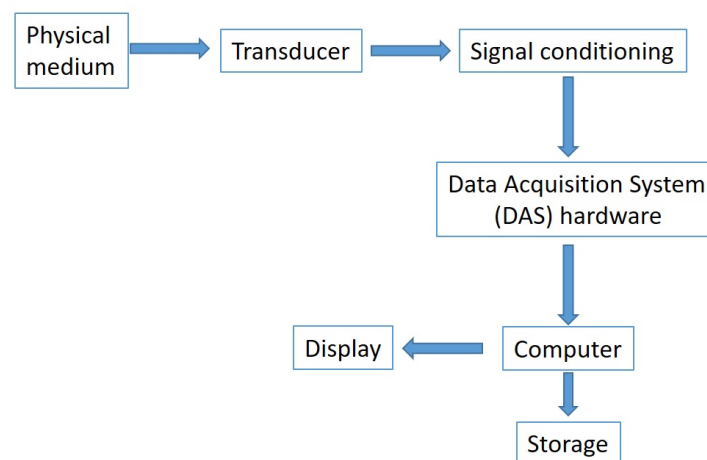 Physical
medium
Transducer
Signal conditioning
Data Acquisition System
(DAS) hardware
Display
Computer
Storage